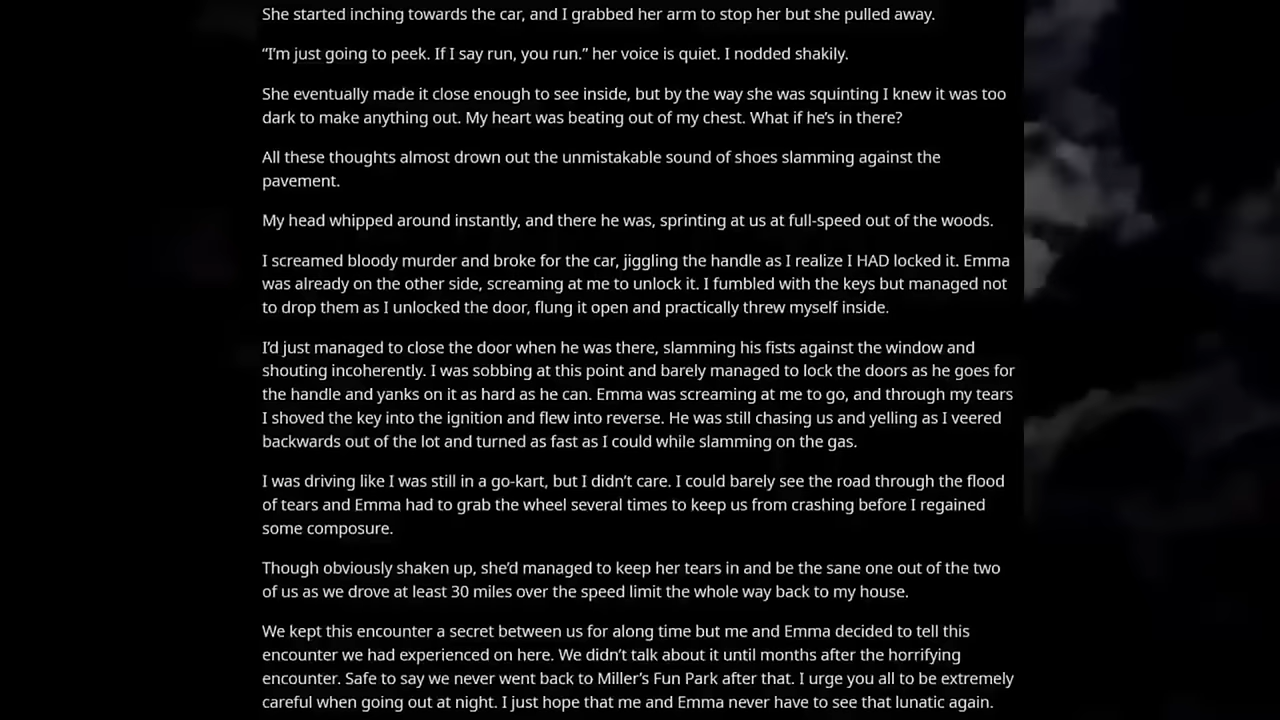 She started inching towards the car, and I grabbed her arm to stop her but she pulled away.
“I’m just going to peek. If I say run, you run.” her voice is quiet. I nodded shakily.
She eventually made it close enough to see inside, but by the way she was squinting I knew it was too
dark to make anything out. My heart was beating out of my chest. What if he’s in there?
All these thoughts almost drown out the unmistakable sound of shoes slamming against the
pavement.
My head whipped around instantly, and there he was, sprinting at us at full-speed out of the woods.
I screamed bloody murder and broke for the car, jiggling the handle as I realize I HAD locked it. Emma
was already on the other side, screaming at me to unlock it. I fumbled with the keys but managed not
to drop them as I unlocked the door, flung it open and practically threw myself inside.
I’d just managed to close the door when he was there, slamming his fists against the window and
shouting incoherently. I was sobbing at this point and barely managed to lock the doors as he goes for
the handle and yanks on it as hard as he can. Emma was screaming at me to go, and through my tears
I shoved the key into the ignition and flew into reverse. He was still chasing us and yelling as I veered
backwards out of the lot and turned as fast as I could while slamming on the gas.
I was driving like I was still in a go-kart, but I didn’t care. I could barely see the road through the flood
of tears and Emma had to grab the wheel several times to keep us from crashing before I regained
some composure.
Though obviously shaken up, she’d managed to keep her tears in and be the sane one out of the two
of us as we drove at least 30 miles over the speed limit the whole way back to my house.
We kept this encounter a secret between us for along time but me and Emma decided to tell this
encounter we had experienced on here. We didn’t talk about it until months after the horrifying
encounter. Safe to say we never went back to Miller’s Fun Park after that. I urge you all to be extremely
careful when going out at night. I just hope that me and Emma never have to see that lunatic again.